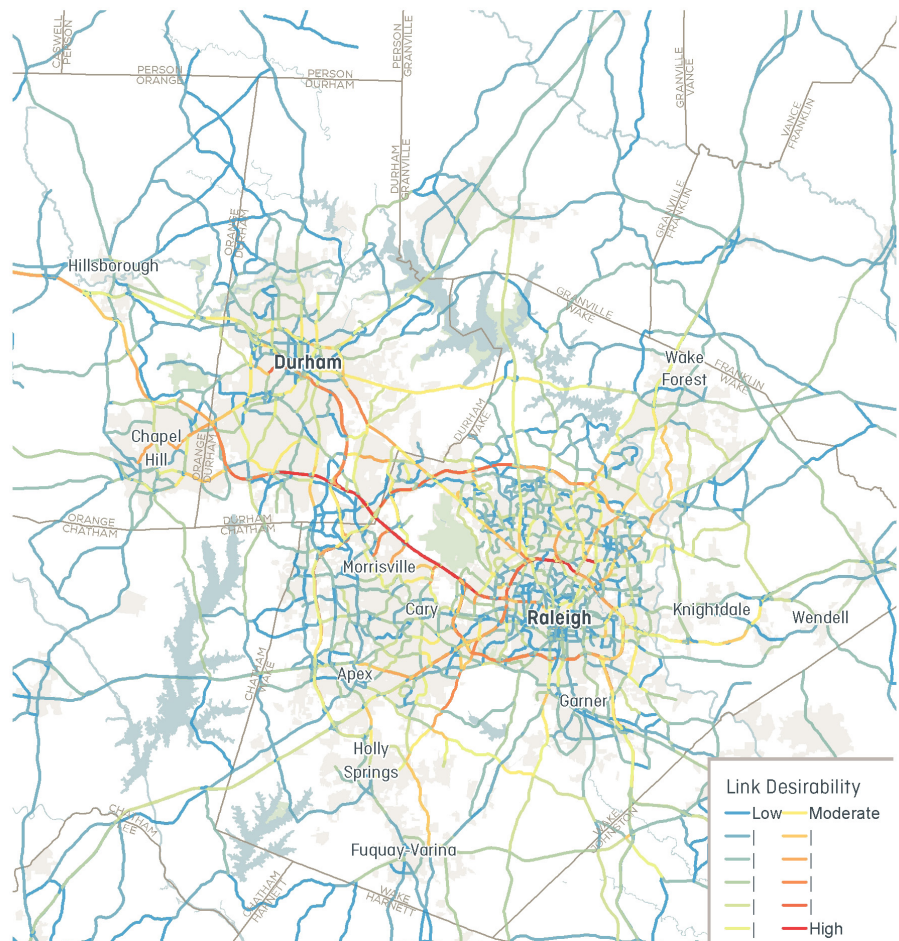 CASWELL
PERSON
PERSON
ORANGE
PERSON
DURHAM
PERSON
GRANVILLE
GRANVILLE
VANCE
VANCE
FRANKLIN
DURHAM
GRANVILLE
GRANVILLE
FRANKLIN
ORANGE
DURHAM
Hillsborough
GRANVILLE
WAKE
Durham
Wake
Forest
FRANKLIN
WAKE
DURHAM
WAKE
Chapel
Hill
ORANGE
DURHAM
ORANGE
CHATHAM
DURHAM
CHATHAM
Morrisville
Cary
Raleigh
Knightdale
Wendell
CHATHAM
WAKE
Apex
Garner
Holly
Springs
CHATHAM
LEE
WAKE
JOHNSTON
Fuquay-Varina
CHATHAM
HARNETT
WAKE
HARNETT
Link Desirability
Low
Moderate
High